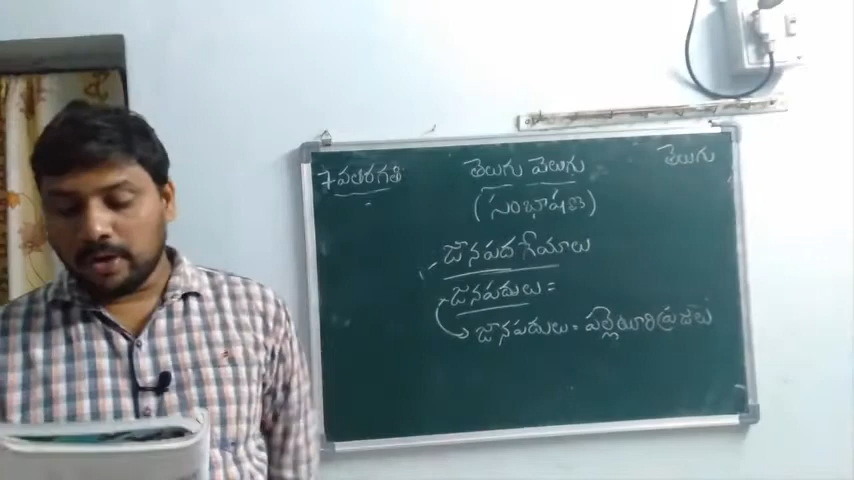 7వతరగతి
తెలుగు వెలుగు
తెలుగు
(సంభాషణ)
జానపద గేయాలు
జనపదులు =
జానపదులు = పల్లెటూరి ప్రజలు